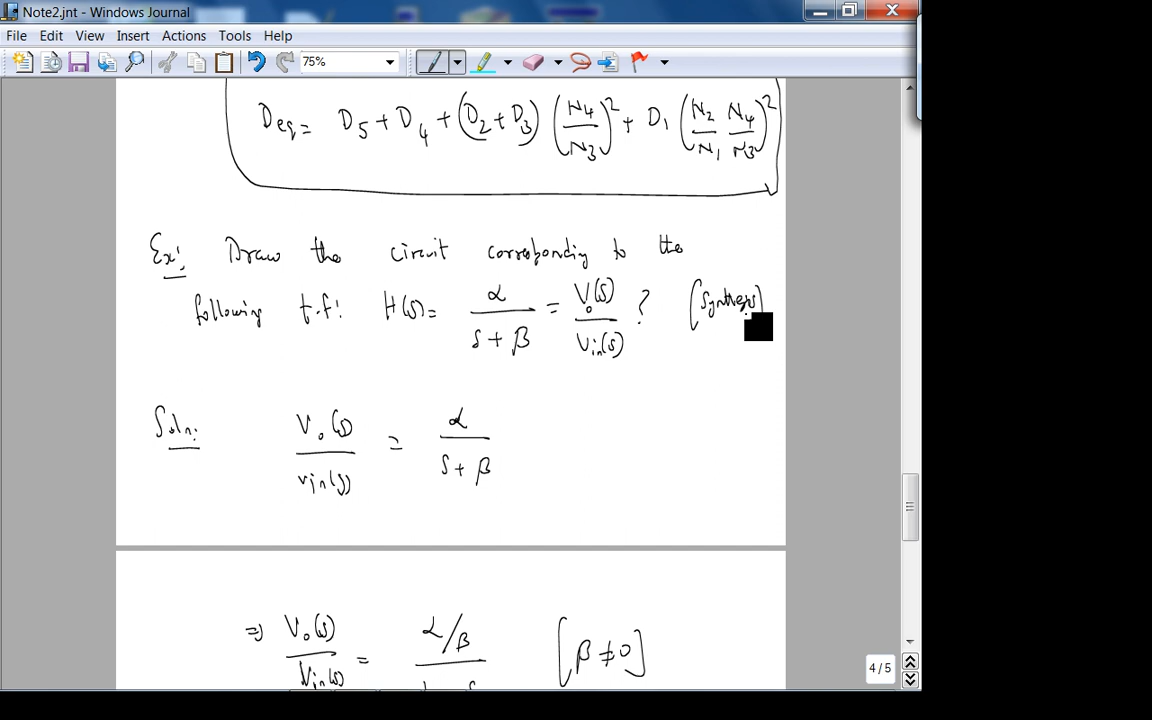 Note2.jnt - Windows Journal
File Edit View Insert Actions Tools Help
75%
Deq = D5 + D4 + (D2 + D3) (N4/N3)² + D1 (N2/N1 N4/N3)²
Ex: Draw the circuit corresponding to the
following t.f: H(s) = α/(s + β) = Vo(s)/Vin(s) ? (Synthesis)
Soln: Vo(s)/Vin(s) = α/(s + β)
⇒ Vo(s)/Vin(s) = α/β [β ≠ 0]
4 / 5